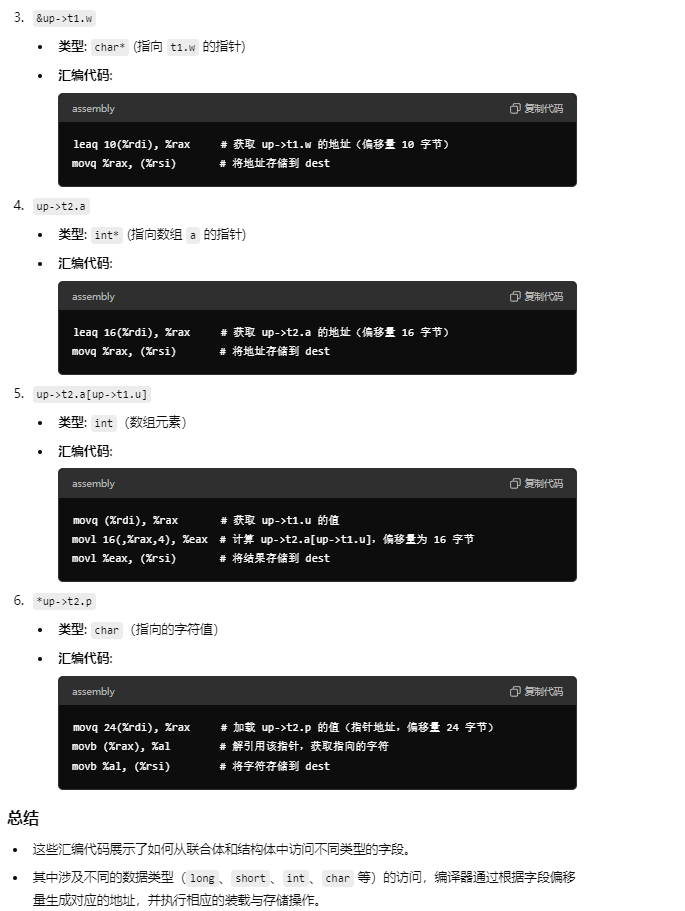 3. &up->t1.w
• 类型: char* (指向 t1.w 的指针)
• 汇编代码:
assembly 复制代码
leaq 10(%rdi), %rax # 获取 up->t1.w 的地址（偏移量 10 字节）
movq %rax, (%rsi) # 将地址存储到 dest
4. up->t2.a
• 类型: int* (指向数组 a 的指针)
• 汇编代码:
assembly 复制代码
leaq 16(%rdi), %rax # 获取 up->t2.a 的地址（偏移量 16 字节）
movq %rax, (%rsi) # 将地址存储到 dest
5. up->t2.a[up->t1.u]
• 类型: int（数组元素）
• 汇编代码:
assembly 复制代码
movq (%rdi), %rax # 获取 up->t1.u 的值
movl 16(,%rax,4), %eax # 计算 up->t2.a[up->t1.u]，偏移量为 16 字节
movl %eax, (%rsi) # 将结果存储到 dest
6. *up->t2.p
• 类型: char（指向的字符值）
• 汇编代码:
assembly 复制代码
movq 24(%rdi), %rax # 加载 up->t2.p 的值（指针地址，偏移量 24 字节）
movb (%rax), %al # 解引用该指针，获取指向的字符
movb %al, (%rsi) # 将字符存储到 dest
总结
• 这些汇编代码展示了如何从联合体和结构体中访问不同类型的字段。
• 其中涉及不同的数据类型（long、short、int、char 等）的访问，编译器通过根据字段偏移
量生成对应的地址，并执行相应的装载与存储操作。